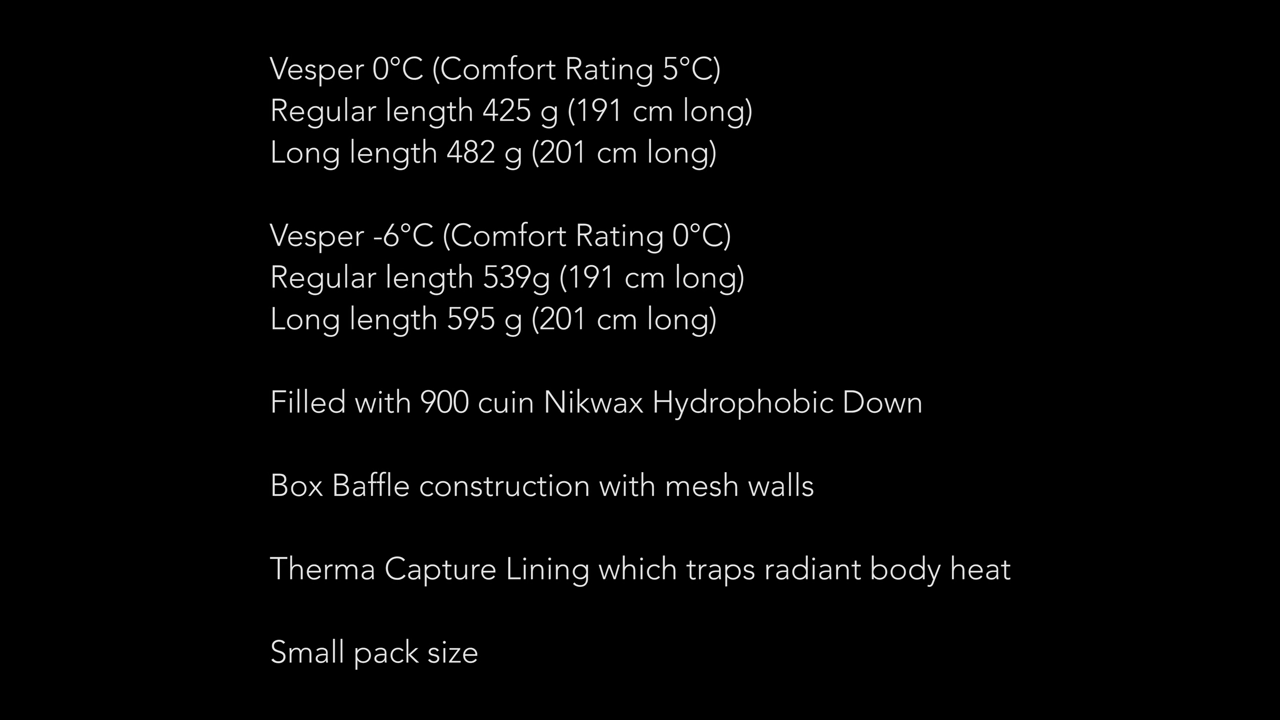 Vesper 0°C (Comfort Rating 5°C)
Regular length 425 g (191 cm long)
Long length 482 g (201 cm long)
Vesper -6°C (Comfort Rating 0°C)
Regular length 539g (191 cm long)
Long length 595 g (201 cm long)
Filled with 900 cuin Nikwax Hydrophobic Down
Box Baffle construction with mesh walls
Therma Capture Lining which traps radiant body heat
Small pack size